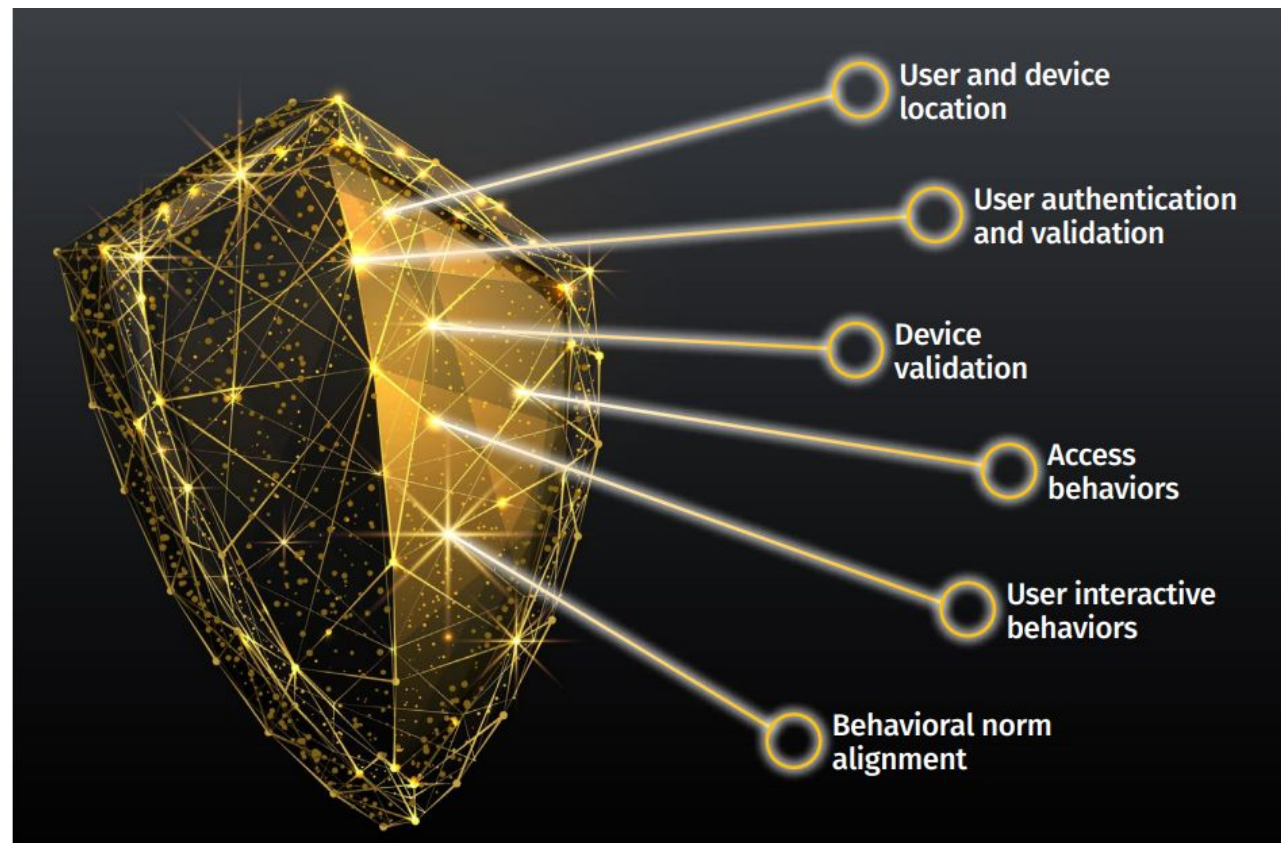 User and device
location
User authentication
and validation
Device
validation
Access
behaviors
User interactive
behaviors
Behavioral norm
alignment